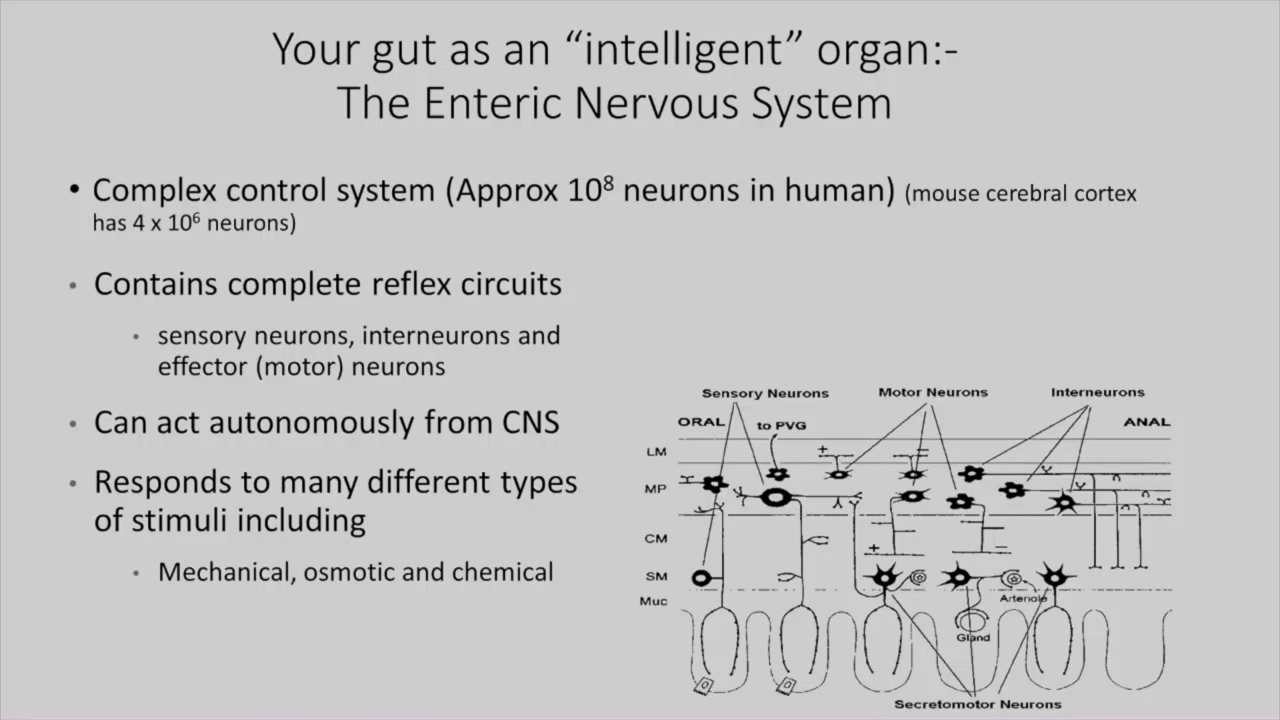 Your gut as an “intelligent” organ:-
The Enteric Nervous System
• Complex control system (Approx 10⁸ neurons in human) (mouse cerebral cortex
has 4 x 10⁶ neurons)
• Contains complete reflex circuits
• sensory neurons, interneurons and
effector (motor) neurons
• Can act autonomously from CNS
• Responds to many different types
of stimuli including
• Mechanical, osmotic and chemical
Sensory Neurons Motor Neurons Interneurons
ORAL to PVG ANAL
LM
MP
CM
SM
Muc
Arteriole
Gland
Secretomotor Neurons